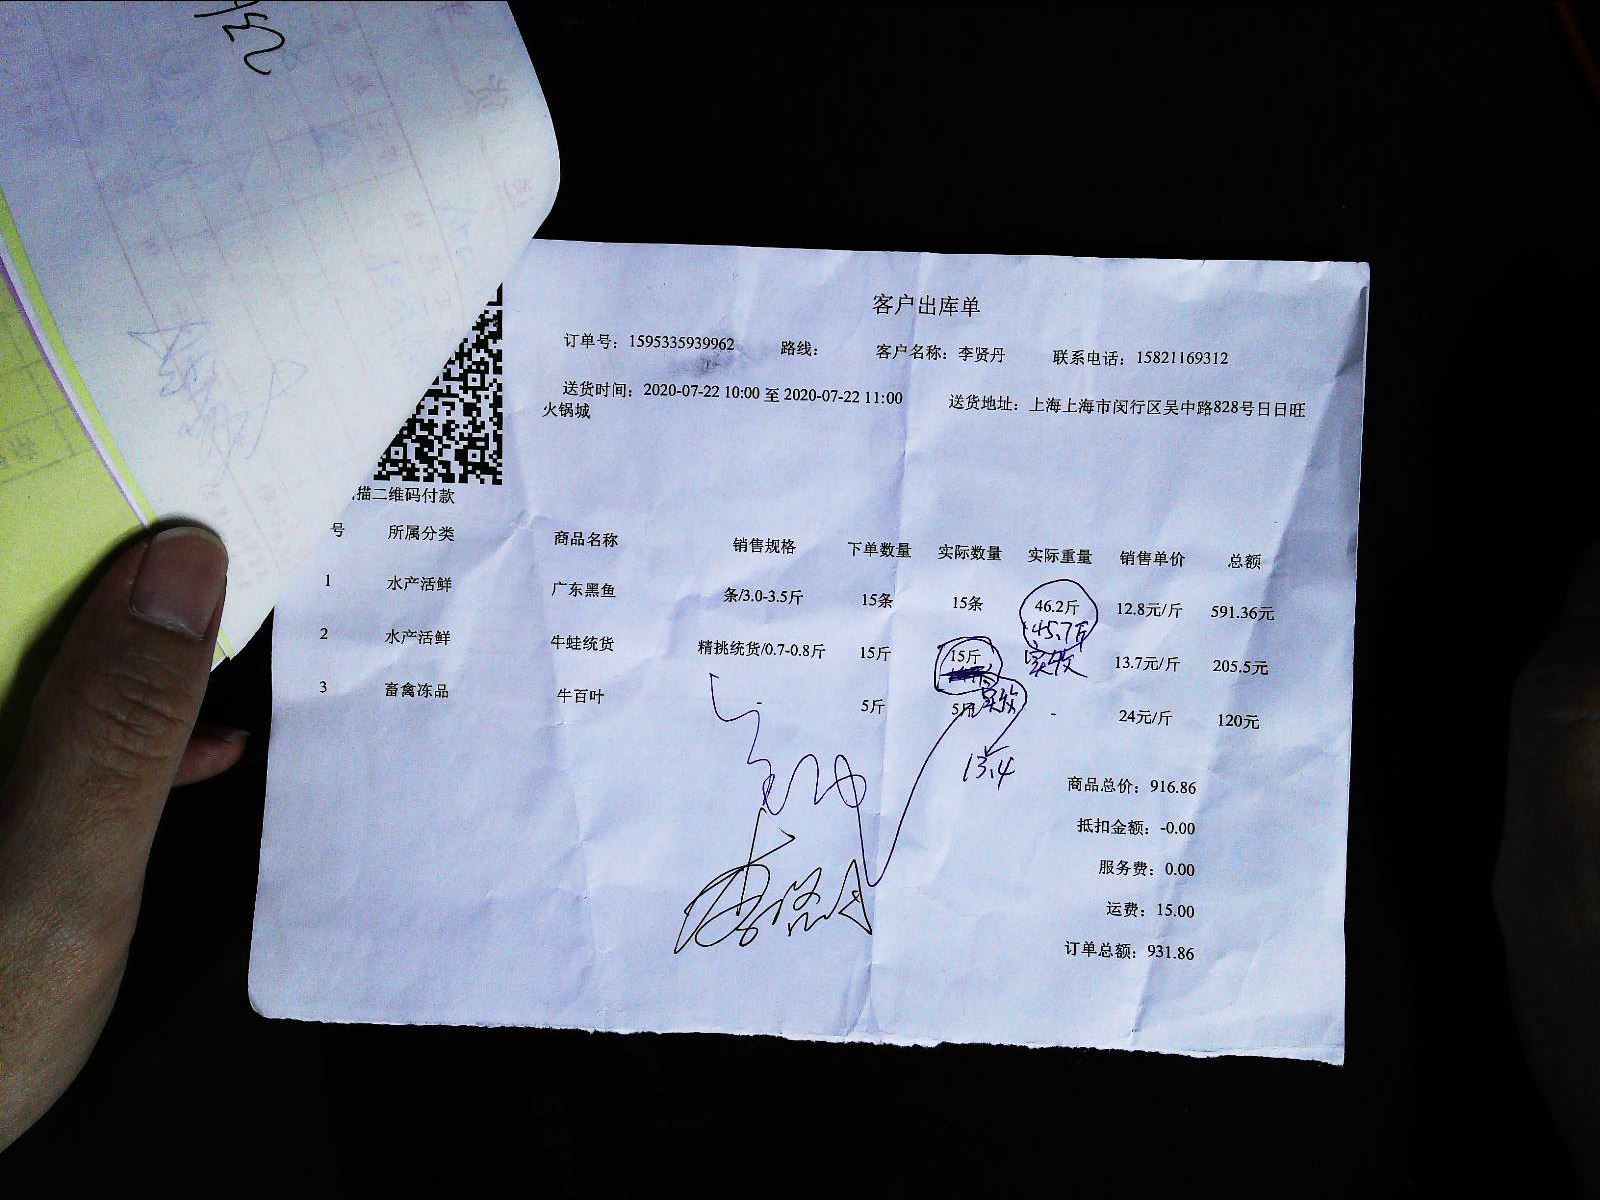 客户出库单
订单号：1595335939962 路线： 客户名称：李贤丹 联系电话：15821169312
送货时间：2020-07-22 10:00 至 2020-07-22 11:00 送货地址：上海上海市闵行区吴中路828号日日旺
火锅城
描二维码付款
号 所属分类 商品名称 销售规格 下单数量 实际数量 实际重量 销售单价 总额
1 水产活鲜 广东黑鱼 条/3.0-3.5斤 15条 15条 46.2斤 12.8元/斤 591.36元
45.7斤
实收
2 水产活鲜 牛蛙统货 精挑统货/0.7-0.8斤 15斤 15斤 13.7元/斤 205.5元
实收
3 畜禽冻品 牛百叶 - 5斤 5斤 - 24元/斤 120元
13.4
商品总价：916.86
抵扣金额：-0.00
服务费：0.00
运费：15.00
订单总额：931.86